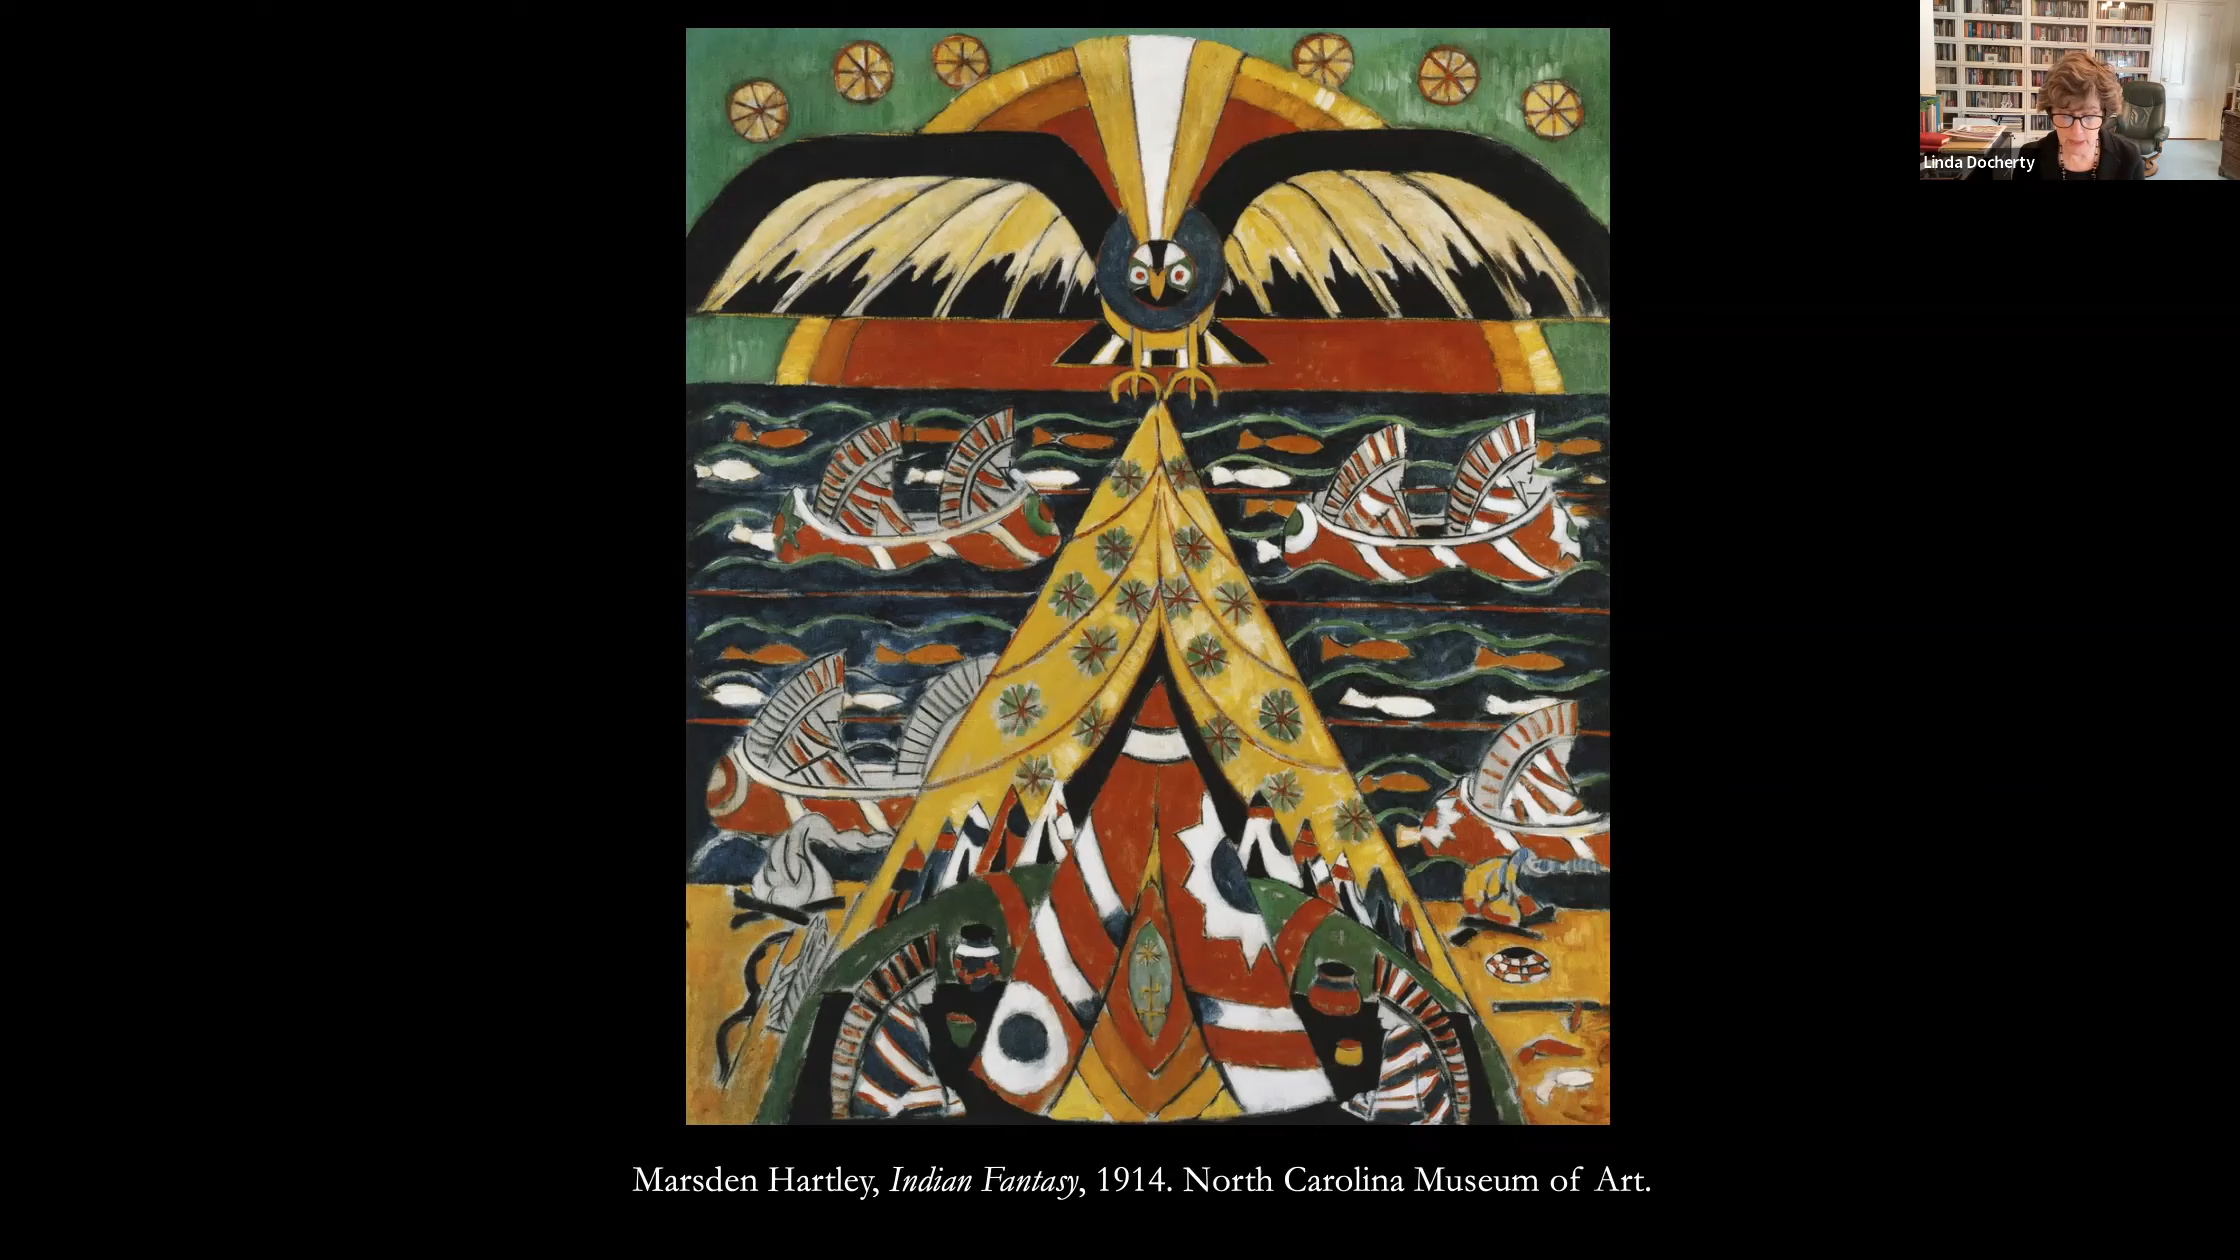 Linda Docherty
Marsden Hartley, Indian Fantasy, 1914. North Carolina Museum of Art.